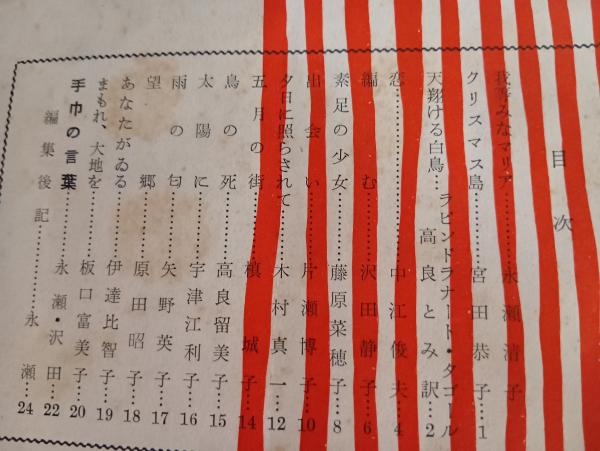 目次
我等みなマリア……永瀬清子
クリスマス島……宮田恭子…1
天翔ける白鳥…ラビンドラナート・タゴール
高良とみ訳…2
恋……中江俊夫…4
編む……沢田静子…6
素足の少女……藤原菜穂子…8
出会い……片瀬博子…10
夕日に照らされて……木村真一…12
五月の街……槇城子…14
鳥の死……高良留美子…15
太陽に……宇津江利子…16
雨の匂……矢野英子…17
望郷……原田昭子…18
あなたがゐる……伊達比智子…19
まもれ、大地を……板口富美子…20
手巾の言葉……永瀬・沢田…22
編集後記……永瀬…24